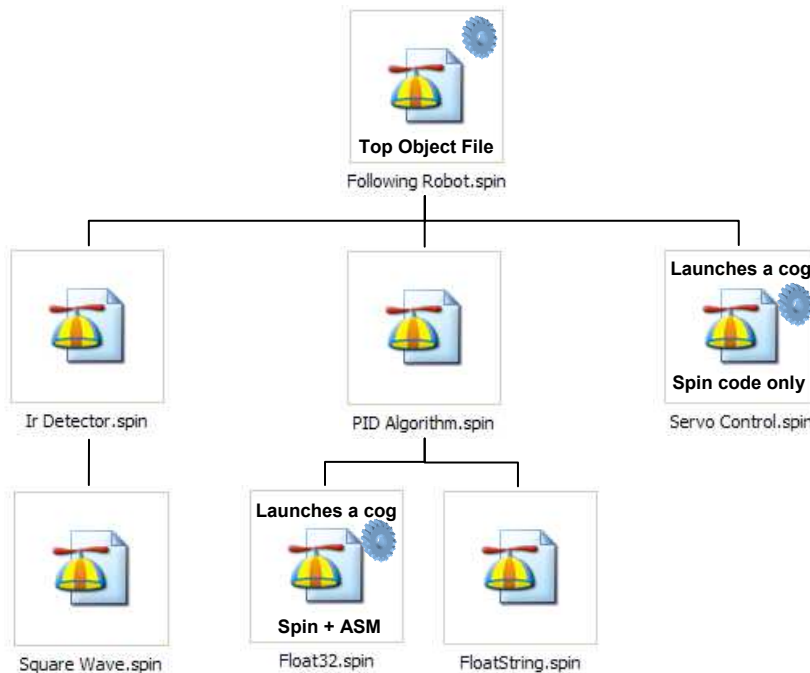 Top Object File
Following Robot.spin
Launches a cog
Spin code only
Ir Detector.spin
PID Algorithm.spin
Servo Control.spin
Launches a cog
Spin + ASM
Square Wave.spin
Float32.spin
FloatString.spin